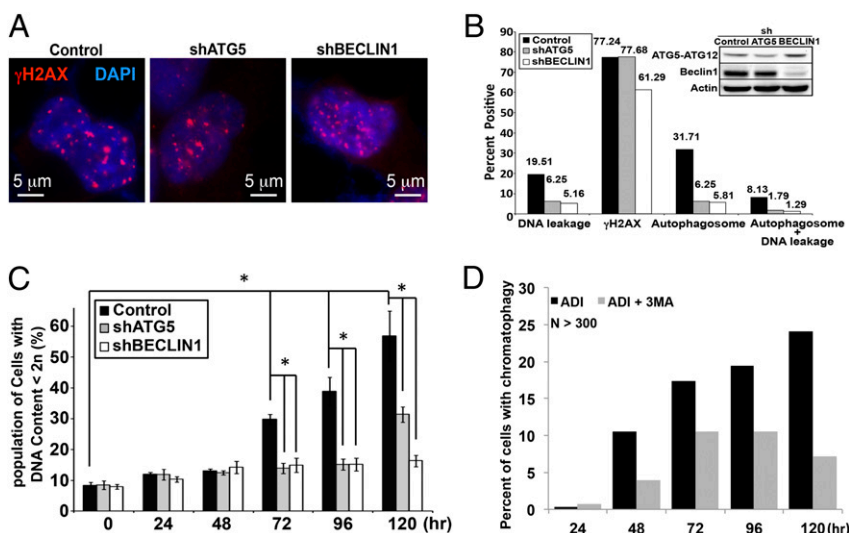 A
Control
shATG5
shBECLIN1
γH2AX DAPI
5 μm
5 μm
5 μm
B
Percent Positive
90
80
70
60
50
40
30
20
10
0
Control
shATG5
shBECLIN1
77.24
77.68
61.29
19.51
6.25
5.16
31.71
6.25
5.81
8.13
1.79
1.29
DNA leakage
γH2AX
Autophagosome
Autophagosome
+
DNA leakage
sh
Control ATG5 BECLIN1
ATG5-ATG12
Beclin1
Actin
C
population of Cells with
DNA Content < 2n (%)
60
50
40
30
20
10
0
Control
shATG5
shBECLIN1
*
*
*
*
0 24 48 72 96 120 (hr)
D
Percent of cells with chromatophagy
30
25
20
15
10
5
0
ADI ADI + 3MA
N > 300
24 48 72 96 120(hr)